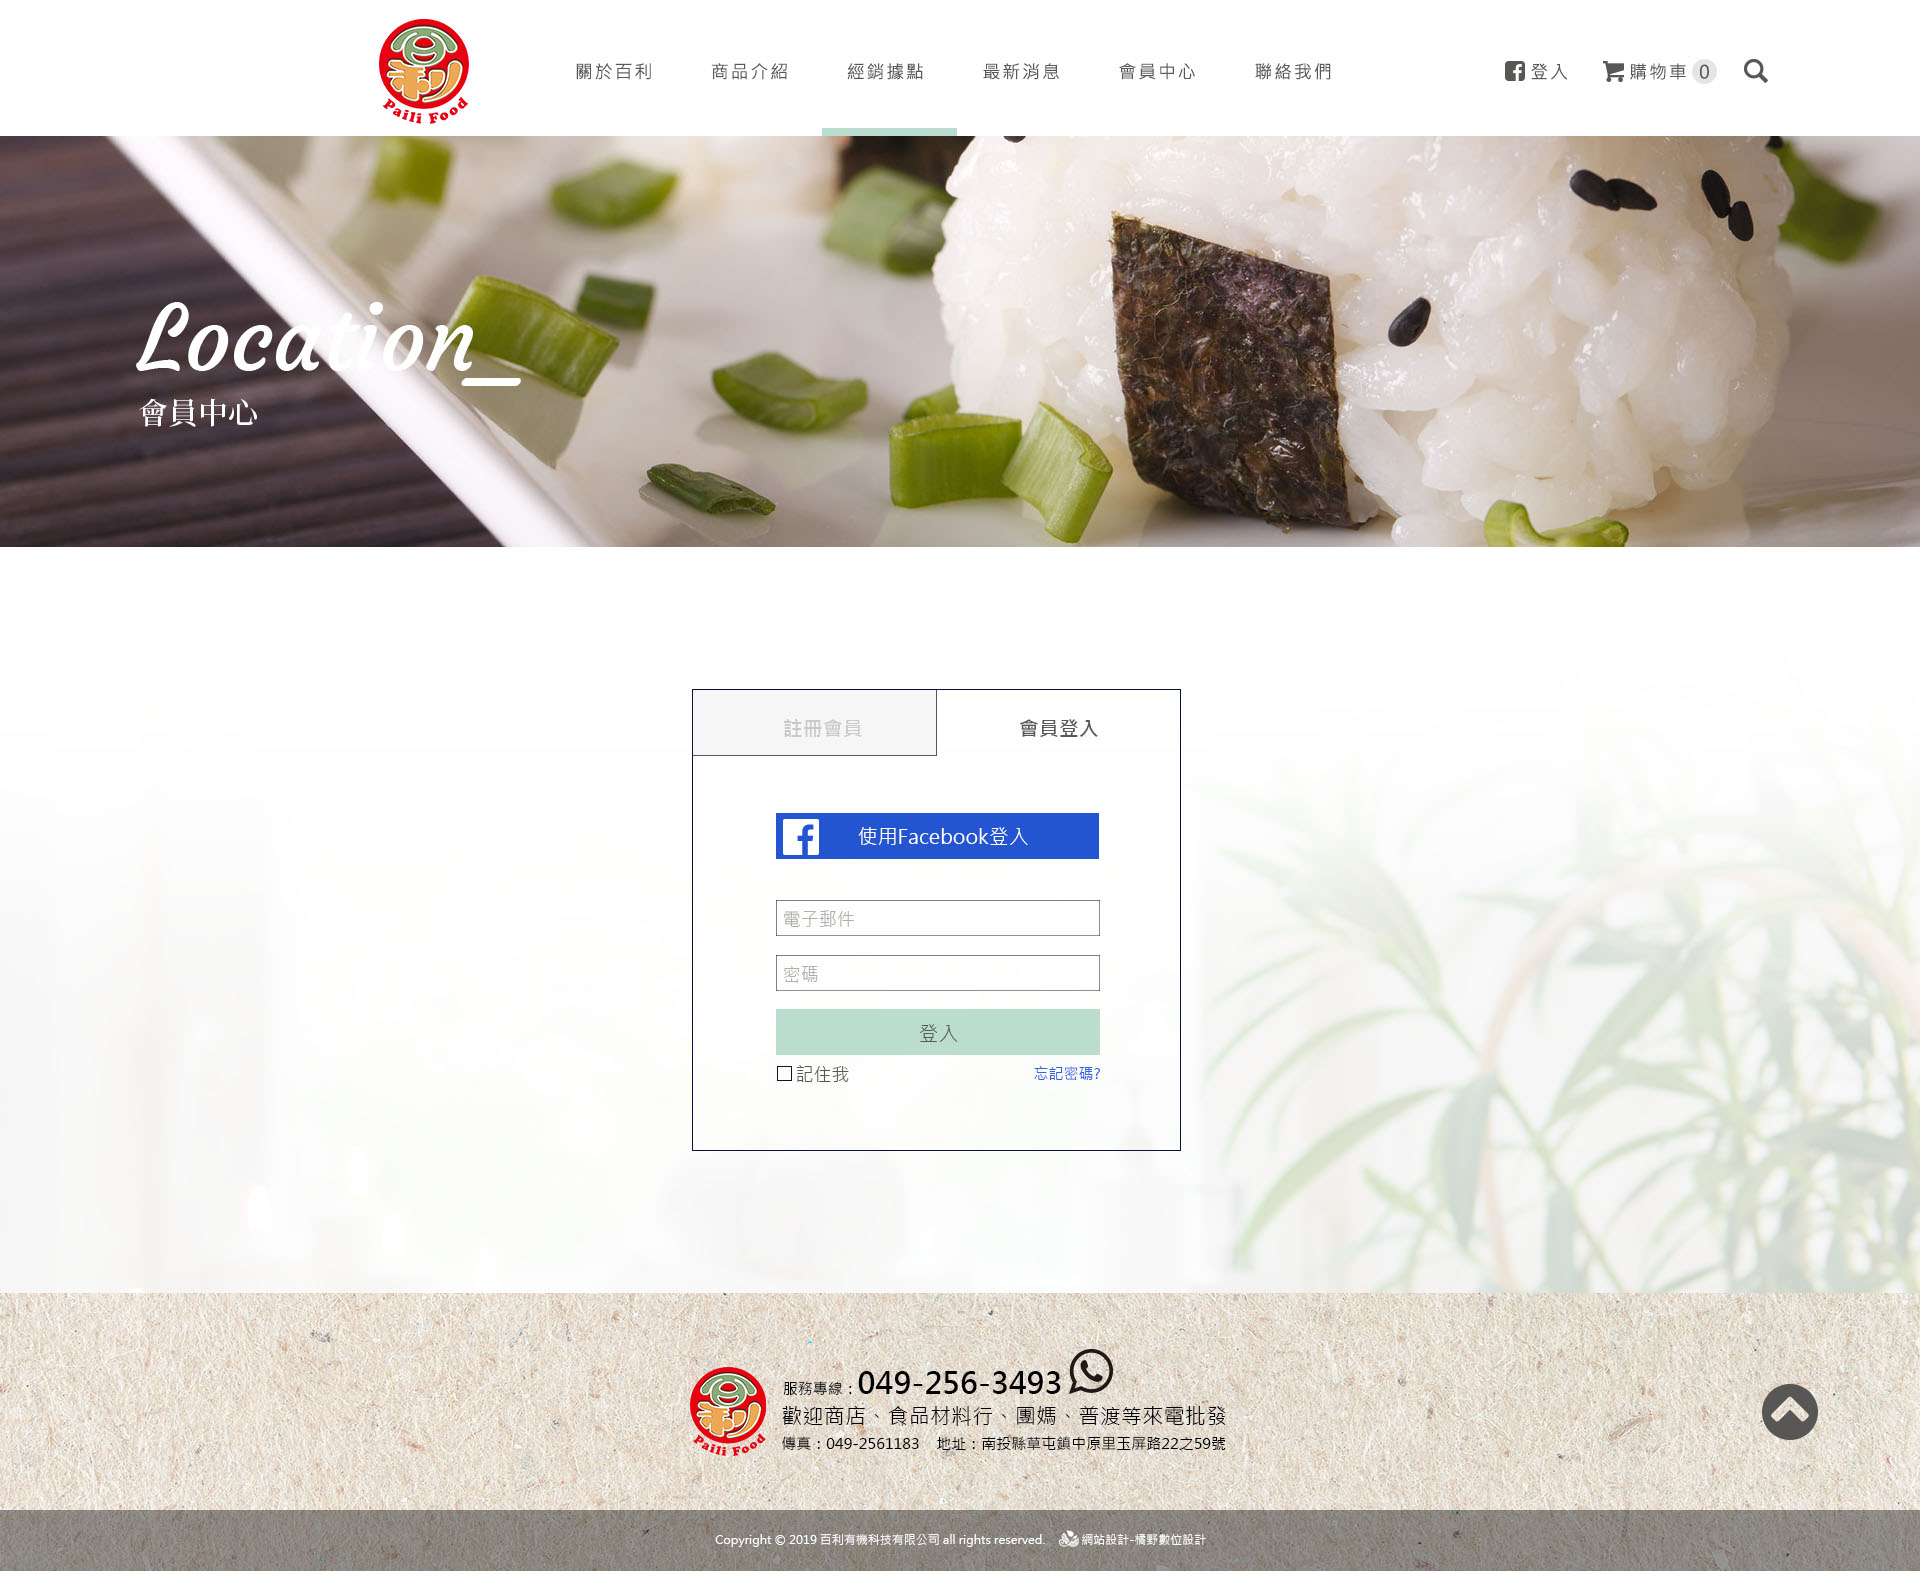 Paili Food
關於百利
商品介紹
經銷據點
最新消息
會員中心
聯絡我們
登入
購物車 0
Location_
會員中心
註冊會員
會員登入
使用Facebook登入
電子郵件
密碼
登入
記住我
忘記密碼?
Paili Food
服務專線：049-256-3493
歡迎商店、食品材料行、團媽、普渡等來電批發
傳真：049-2561183 地址：南投縣草屯鎮中原里玉屏路22之59號
Copyright © 2019 百利有機科技有限公司 all rights reserved. 網站設計-橘野數位設計